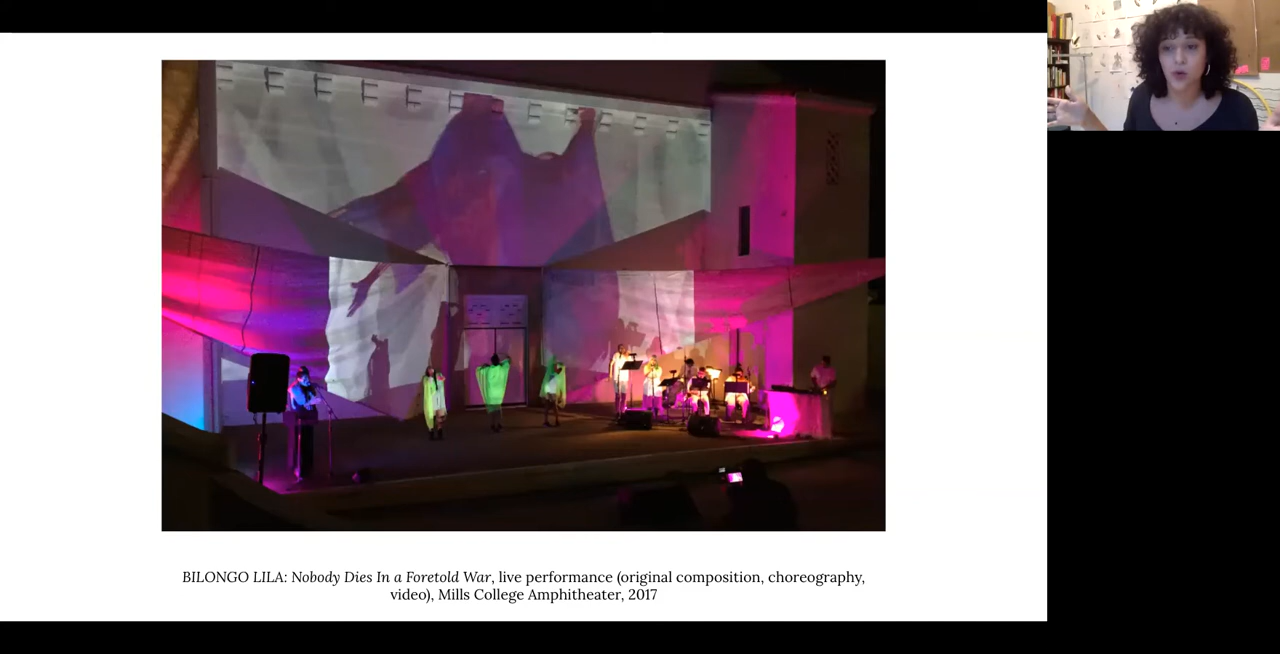 BILONGO LILA: Nobody Dies In a Foretold War, live performance (original composition, choreography,
video), Mills College Amphitheater, 2017